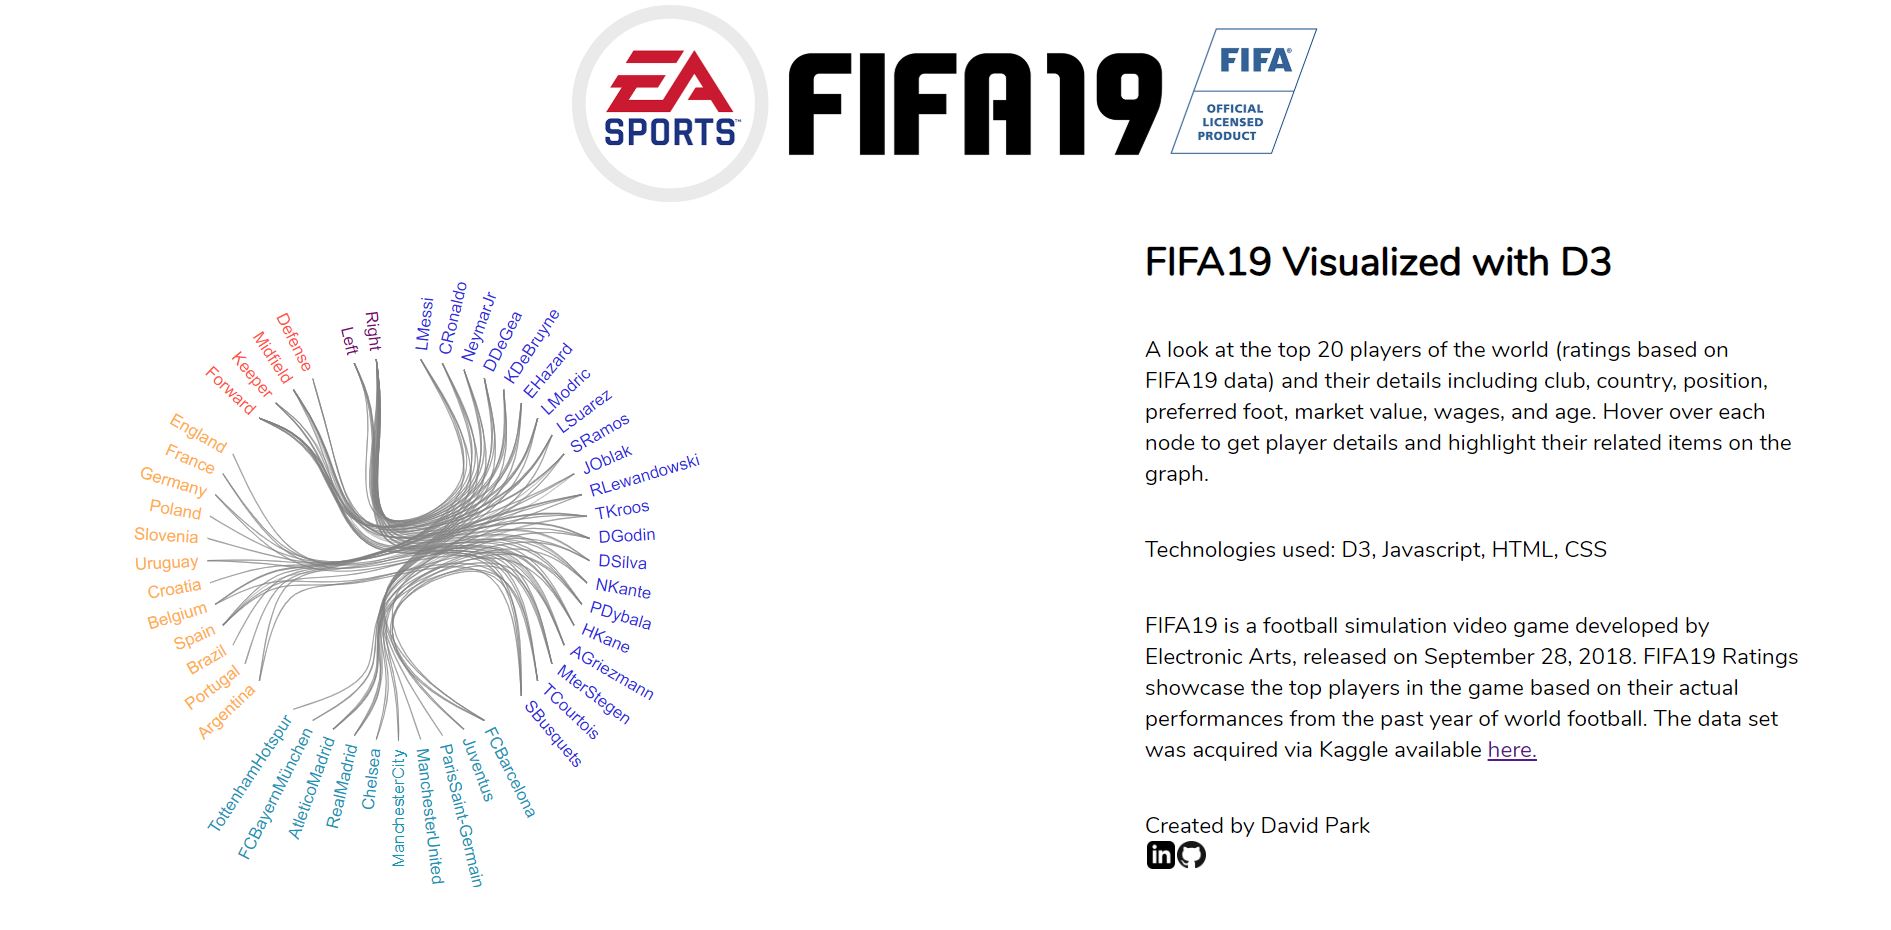 EA
SPORTS™
FIFA19
FIFA®
OFFICIAL
LICENSED
PRODUCT
FIFA19 Visualized with D3
A look at the top 20 players of the world (ratings based on
FIFA19 data) and their details including club, country, position,
preferred foot, market value, wages, and age. Hover over each
node to get player details and highlight their related items on the
graph.
Technologies used: D3, Javascript, HTML, CSS
FIFA19 is a football simulation video game developed by
Electronic Arts, released on September 28, 2018. FIFA19 Ratings
showcase the top players in the game based on their actual
performances from the past year of world football. The data set
was acquired via Kaggle available here.
Created by David Park
in
LMessi
CRonaldo
NeymarJr
DDeGea
KDeBruyne
EHazard
LModric
LSuarez
SRamos
JOblak
RLewandowski
TKroos
DGodin
DSilva
NKante
PDybala
HKane
AGriezmann
MterStegen
TCourtois
SBusquets
FCBarcelona
Juventus
ParisSaint-Germain
ManchesterUnited
ManchesterCity
Chelsea
RealMadrid
AtleticoMadrid
FCBayernMünchen
TottenhamHotspur
Argentina
Portugal
Brazil
Spain
Belgium
Croatia
Uruguay
Slovenia
Poland
Germany
France
England
Forward
Keeper
Midfield
Defense
Left
Right